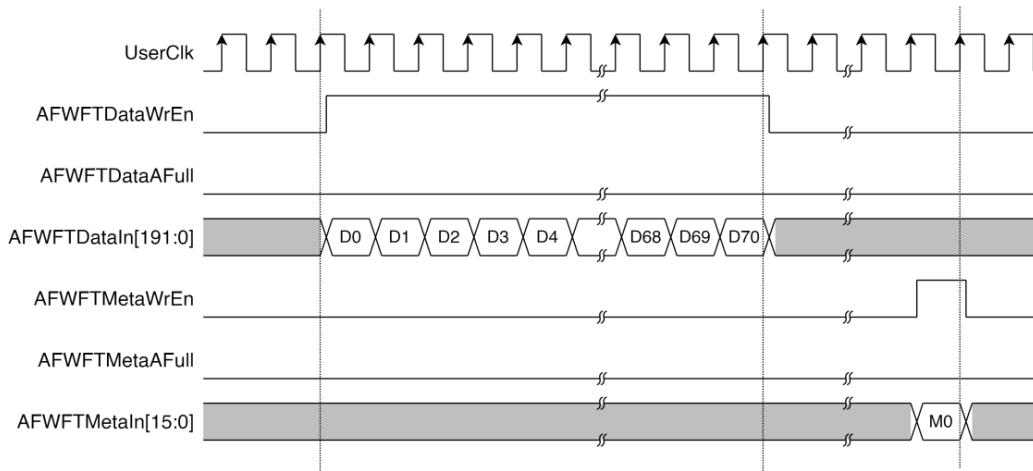 UserClk
AFWFTDataWrEn
AFWFTDataAFull
AFWFTDataIn[191:0] D0 D1 D2 D3 D4 D68 D69 D70
AFWFTMetaWrEn
AFWFTMetaAFull
AFWFTMetaIn[15:0] M0